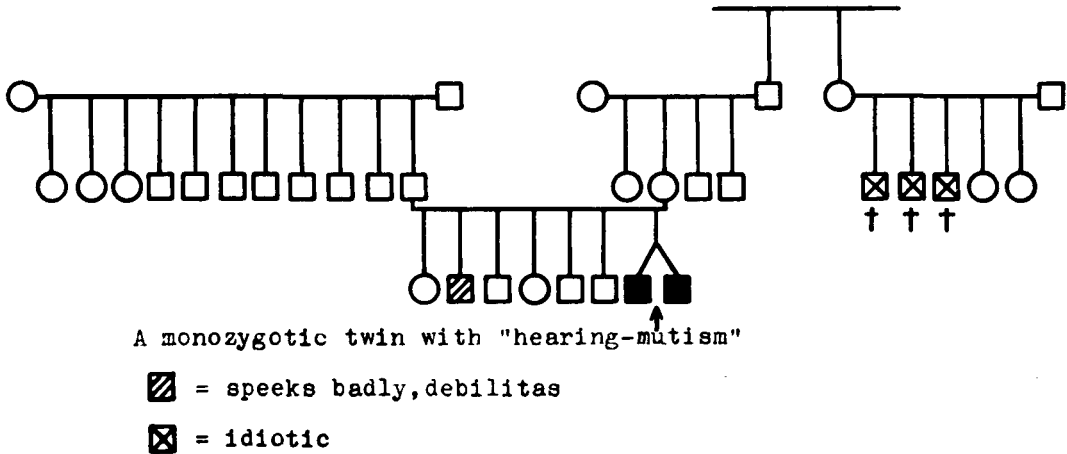 A monozygotic twin with "hearing-mutism"
= speeks badly,debilitas
= idiotic